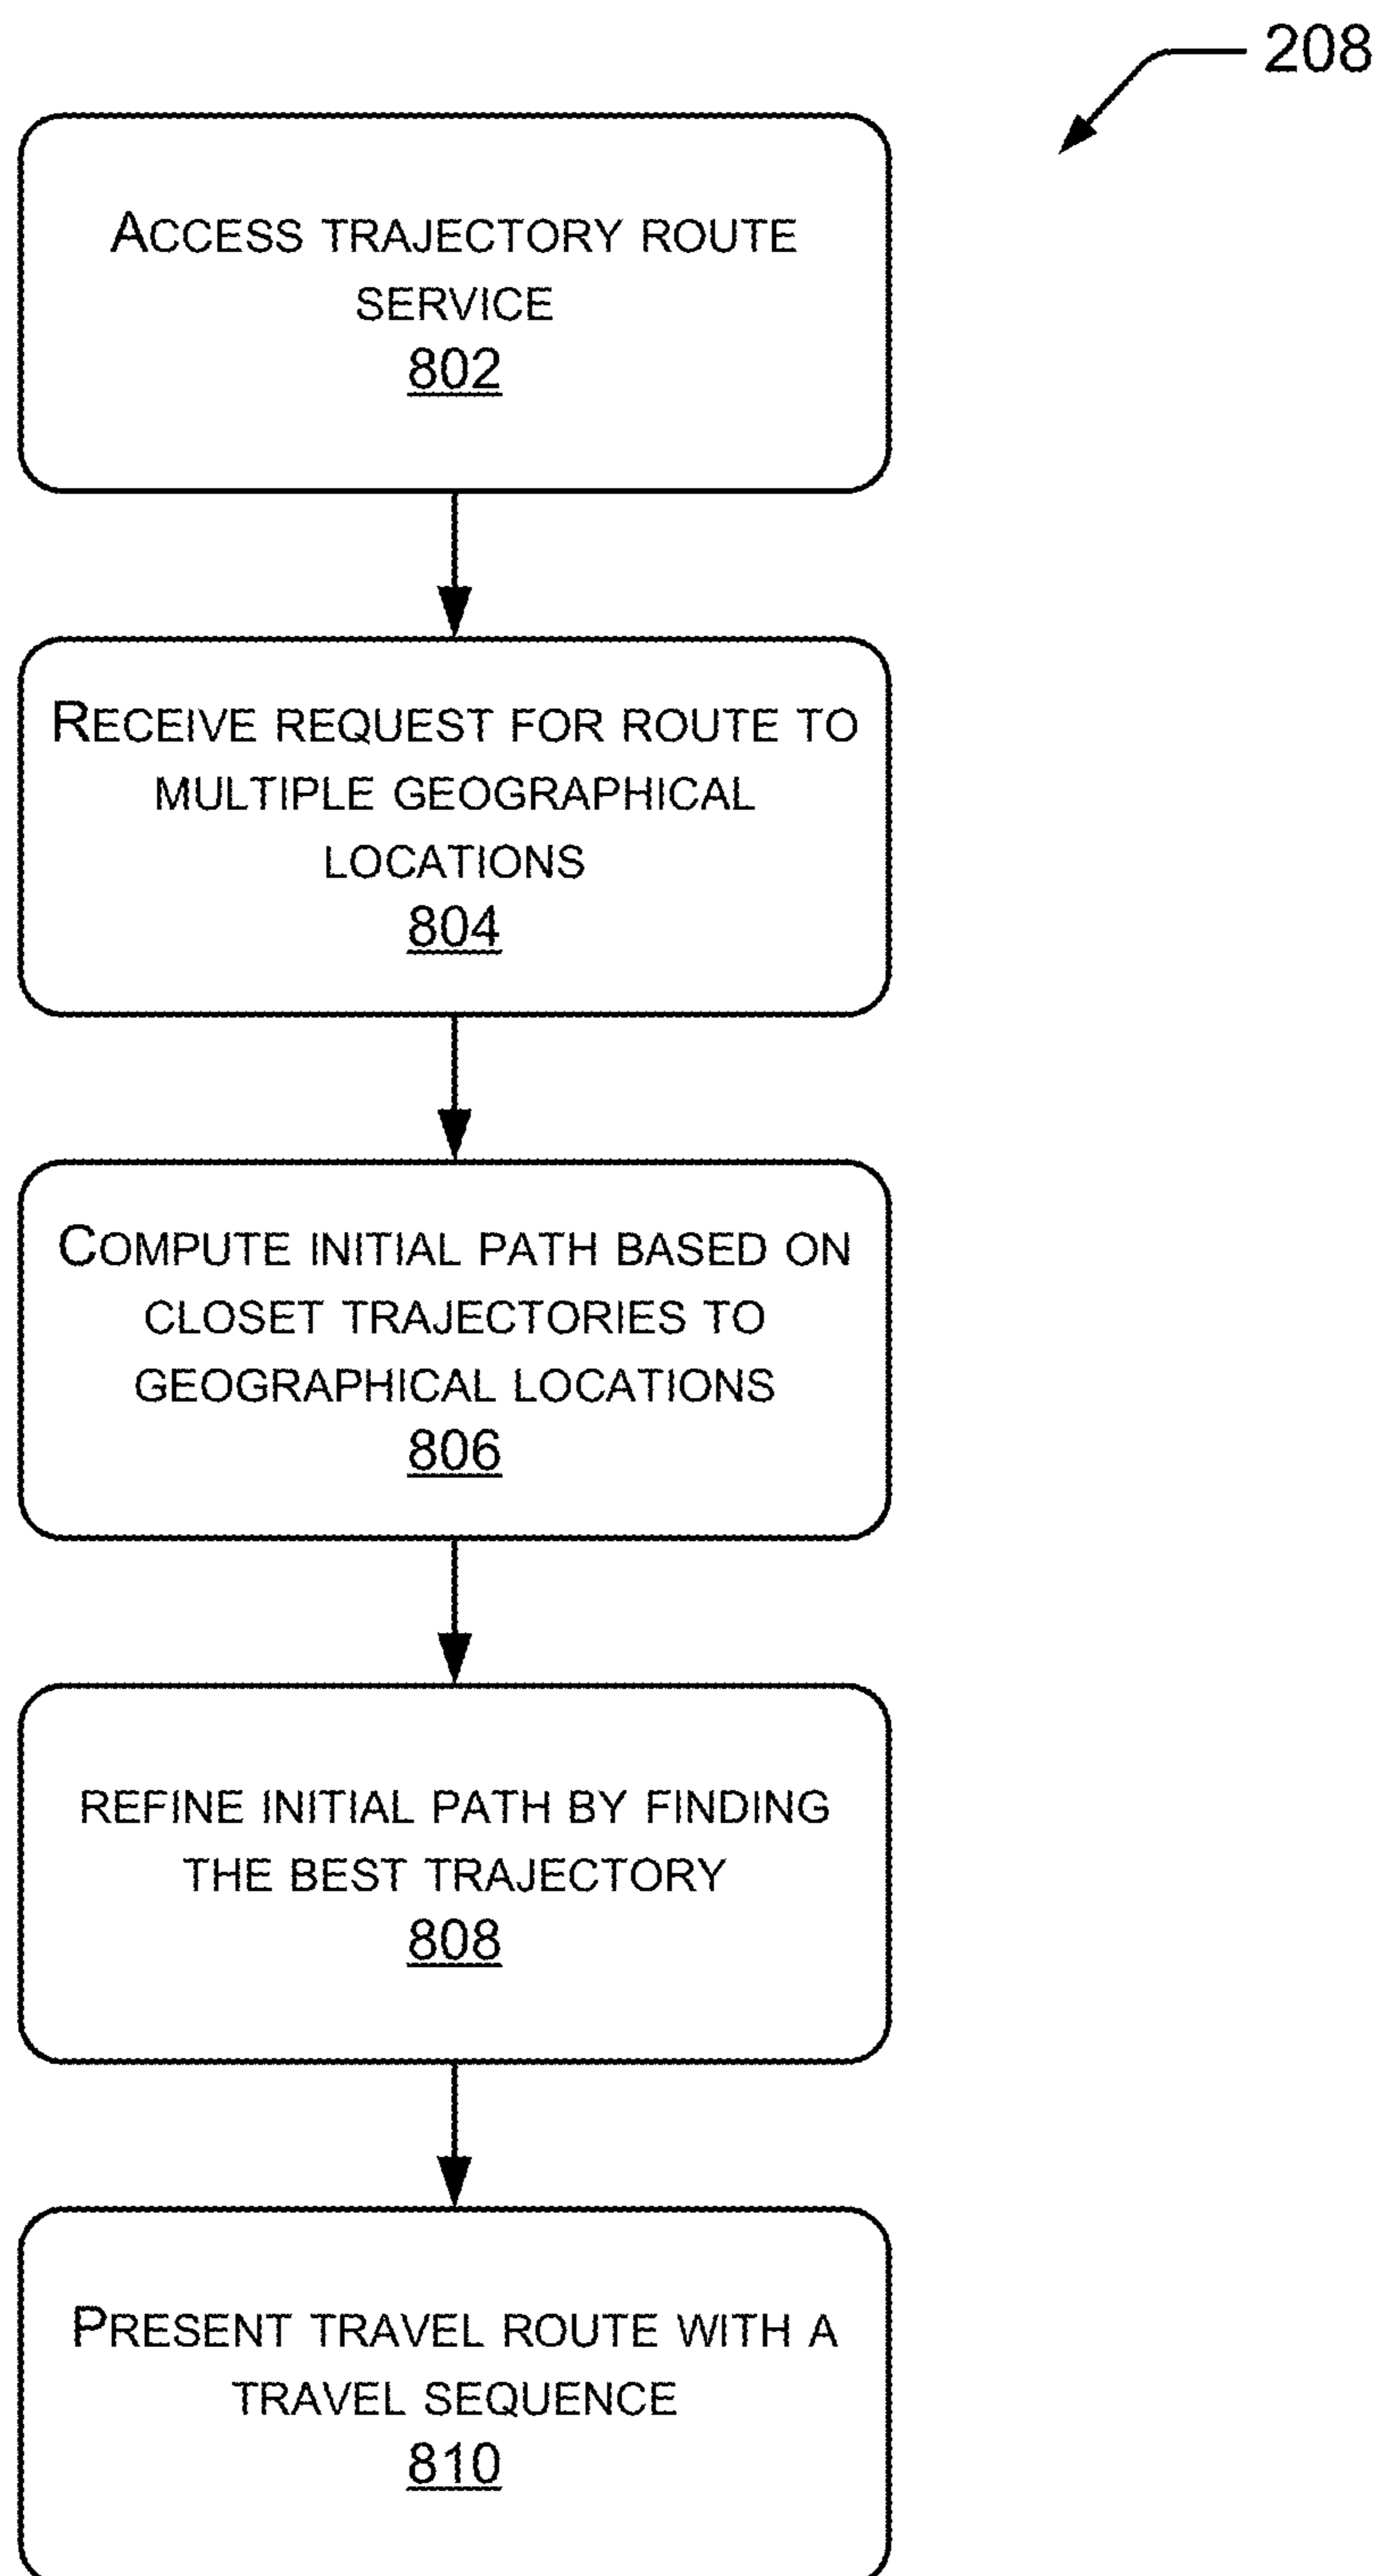 208
ACCESS TRAJECTORY ROUTE
SERVICE
802
RECEIVE REQUEST FOR ROUTE TO
MULTIPLE GEOGRAPHICAL
LOCATIONS
804
COMPUTE INITIAL PATH BASED ON
CLOSET TRAJECTORIES TO
GEOGRAPHICAL LOCATIONS
806
REFINE INITIAL PATH BY FINDING
THE BEST TRAJECTORY
808
PRESENT TRAVEL ROUTE WITH A
TRAVEL SEQUENCE
810